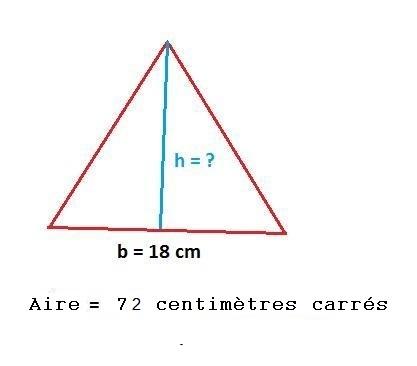 h = ?
b = 18 cm
Aire = 72 centimètres carrés